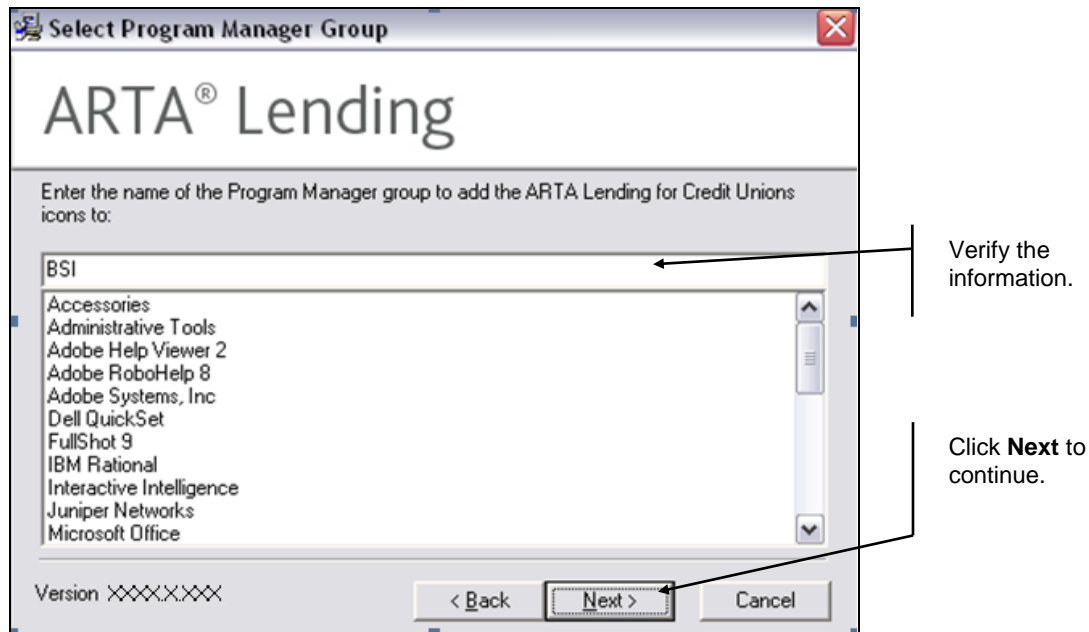 Select Program Manager Group
ARTA® Lending
Enter the name of the Program Manager group to add the ARTA Lending for Credit Unions
icons to:
BSI
Accessories
Administrative Tools
Adobe Help Viewer 2
Adobe RoboHelp 8
Adobe Systems, Inc
Dell QuickSet
FullShot 9
IBM Rational
Interactive Intelligence
Juniper Networks
Microsoft Office
Version XXXX.X.XXX
< Back
Next >
Cancel
Verify the
information.
Click Next to
continue.